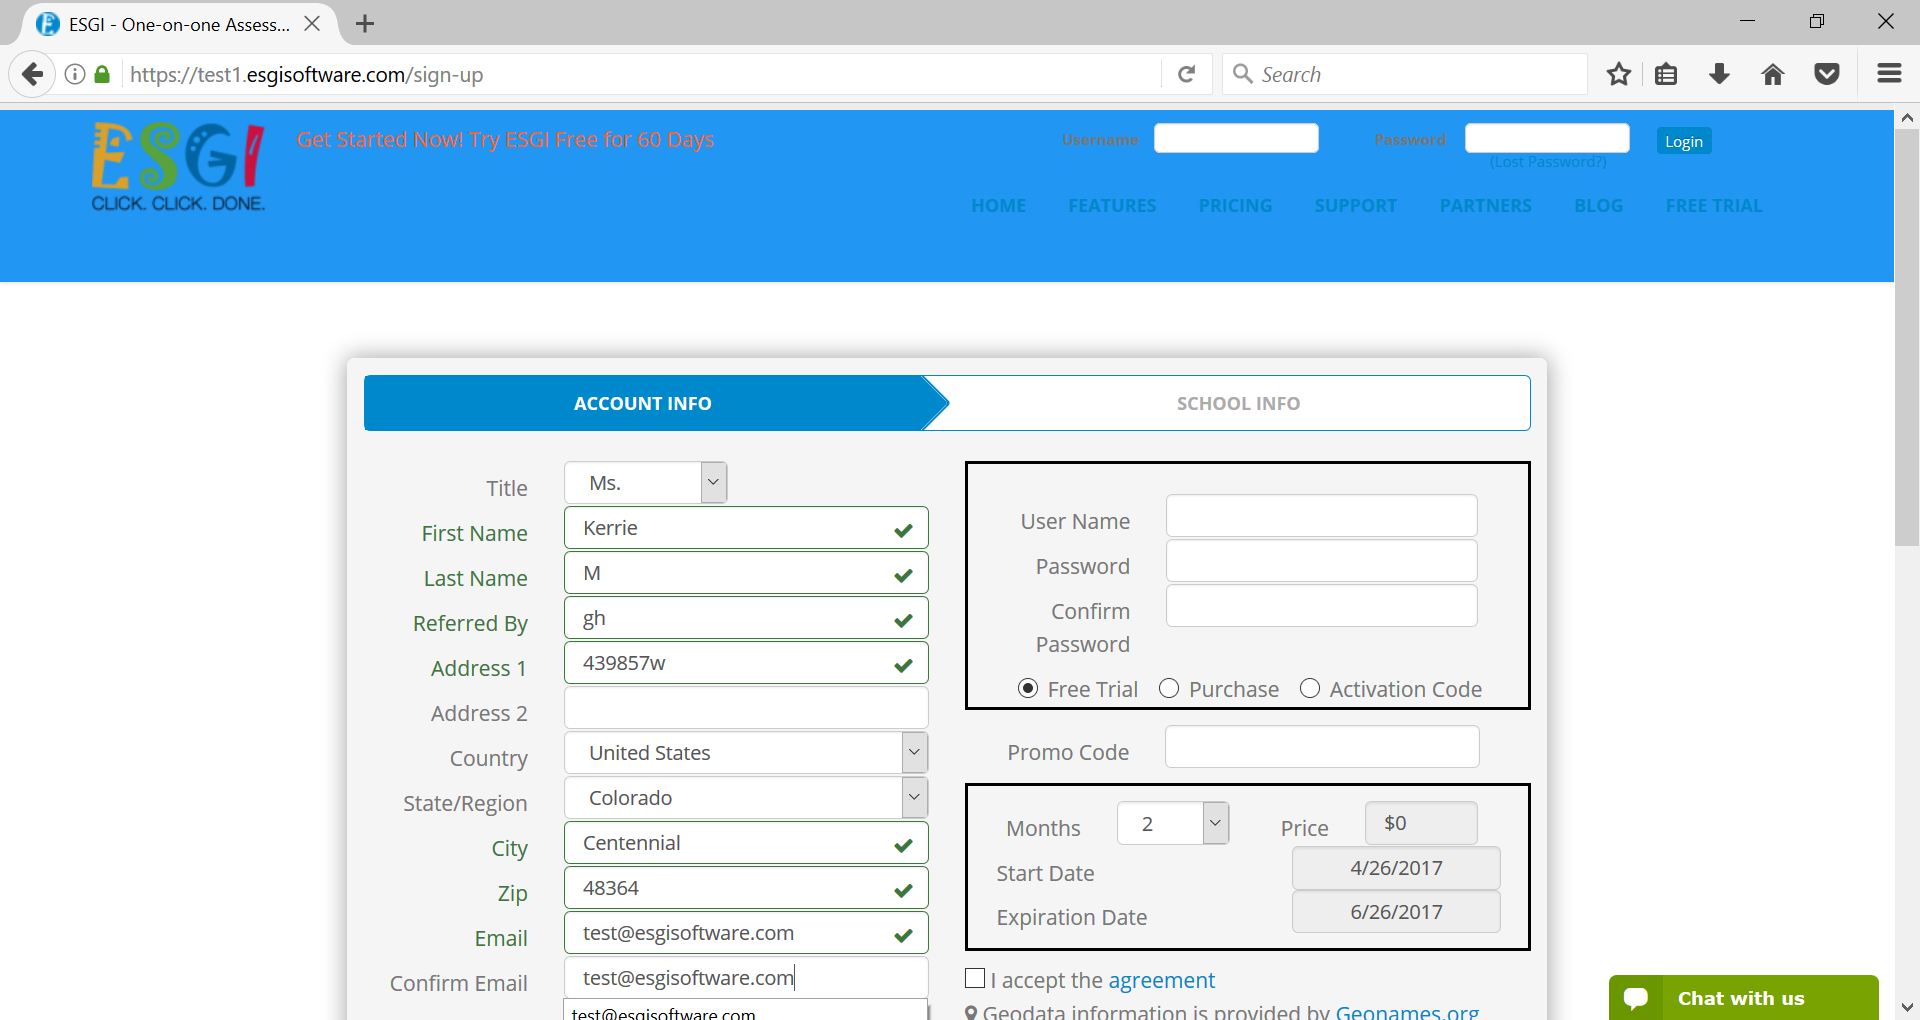 ESGI - One-on-one Assess...
https://test1.esgisoftware.com/sign-up
Search
ESGI
CLICK. CLICK. DONE.
Get Started Now! Try ESGI Free for 60 Days
Username
Password
Login
(Lost Password?)
HOME FEATURES PRICING SUPPORT PARTNERS BLOG FREE TRIAL
ACCOUNT INFO
SCHOOL INFO
Title Ms.
First Name Kerrie
Last Name M
Referred By gh
Address 1 439857w
Address 2
Country United States
State/Region Colorado
City Centennial
Zip 48364
Email test@esgisoftware.com
Confirm Email test@esgisoftware.com
test@esgisoftware.com
User Name
Password
Confirm
Password
Free Trial Purchase Activation Code
Promo Code
Months 2 Price $0
Start Date 4/26/2017
Expiration Date 6/26/2017
I accept the agreement
Geodata information is provided by Geonames.org
Chat with us